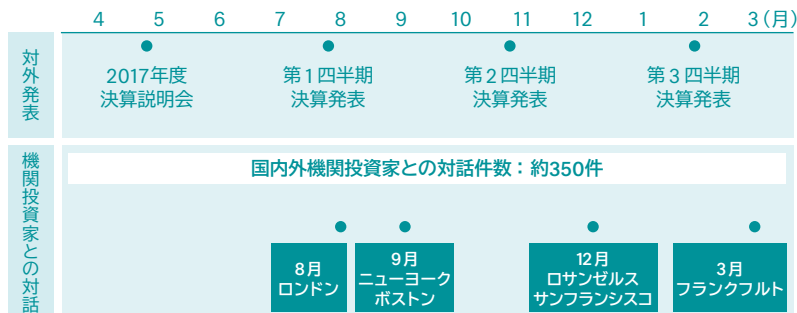 4 5 6 7 8 9 10 11 12 1 2 3(月)
対外発表
2017年度
決算説明会
第1四半期
決算発表
第2四半期
決算発表
第3四半期
決算発表
機関投資家との対話
国内外機関投資家との対話件数：約350件
8月
ロンドン
9月
ニューヨーク
ボストン
12月
ロサンゼルス
サンフランシスコ
3月
フランクフルト